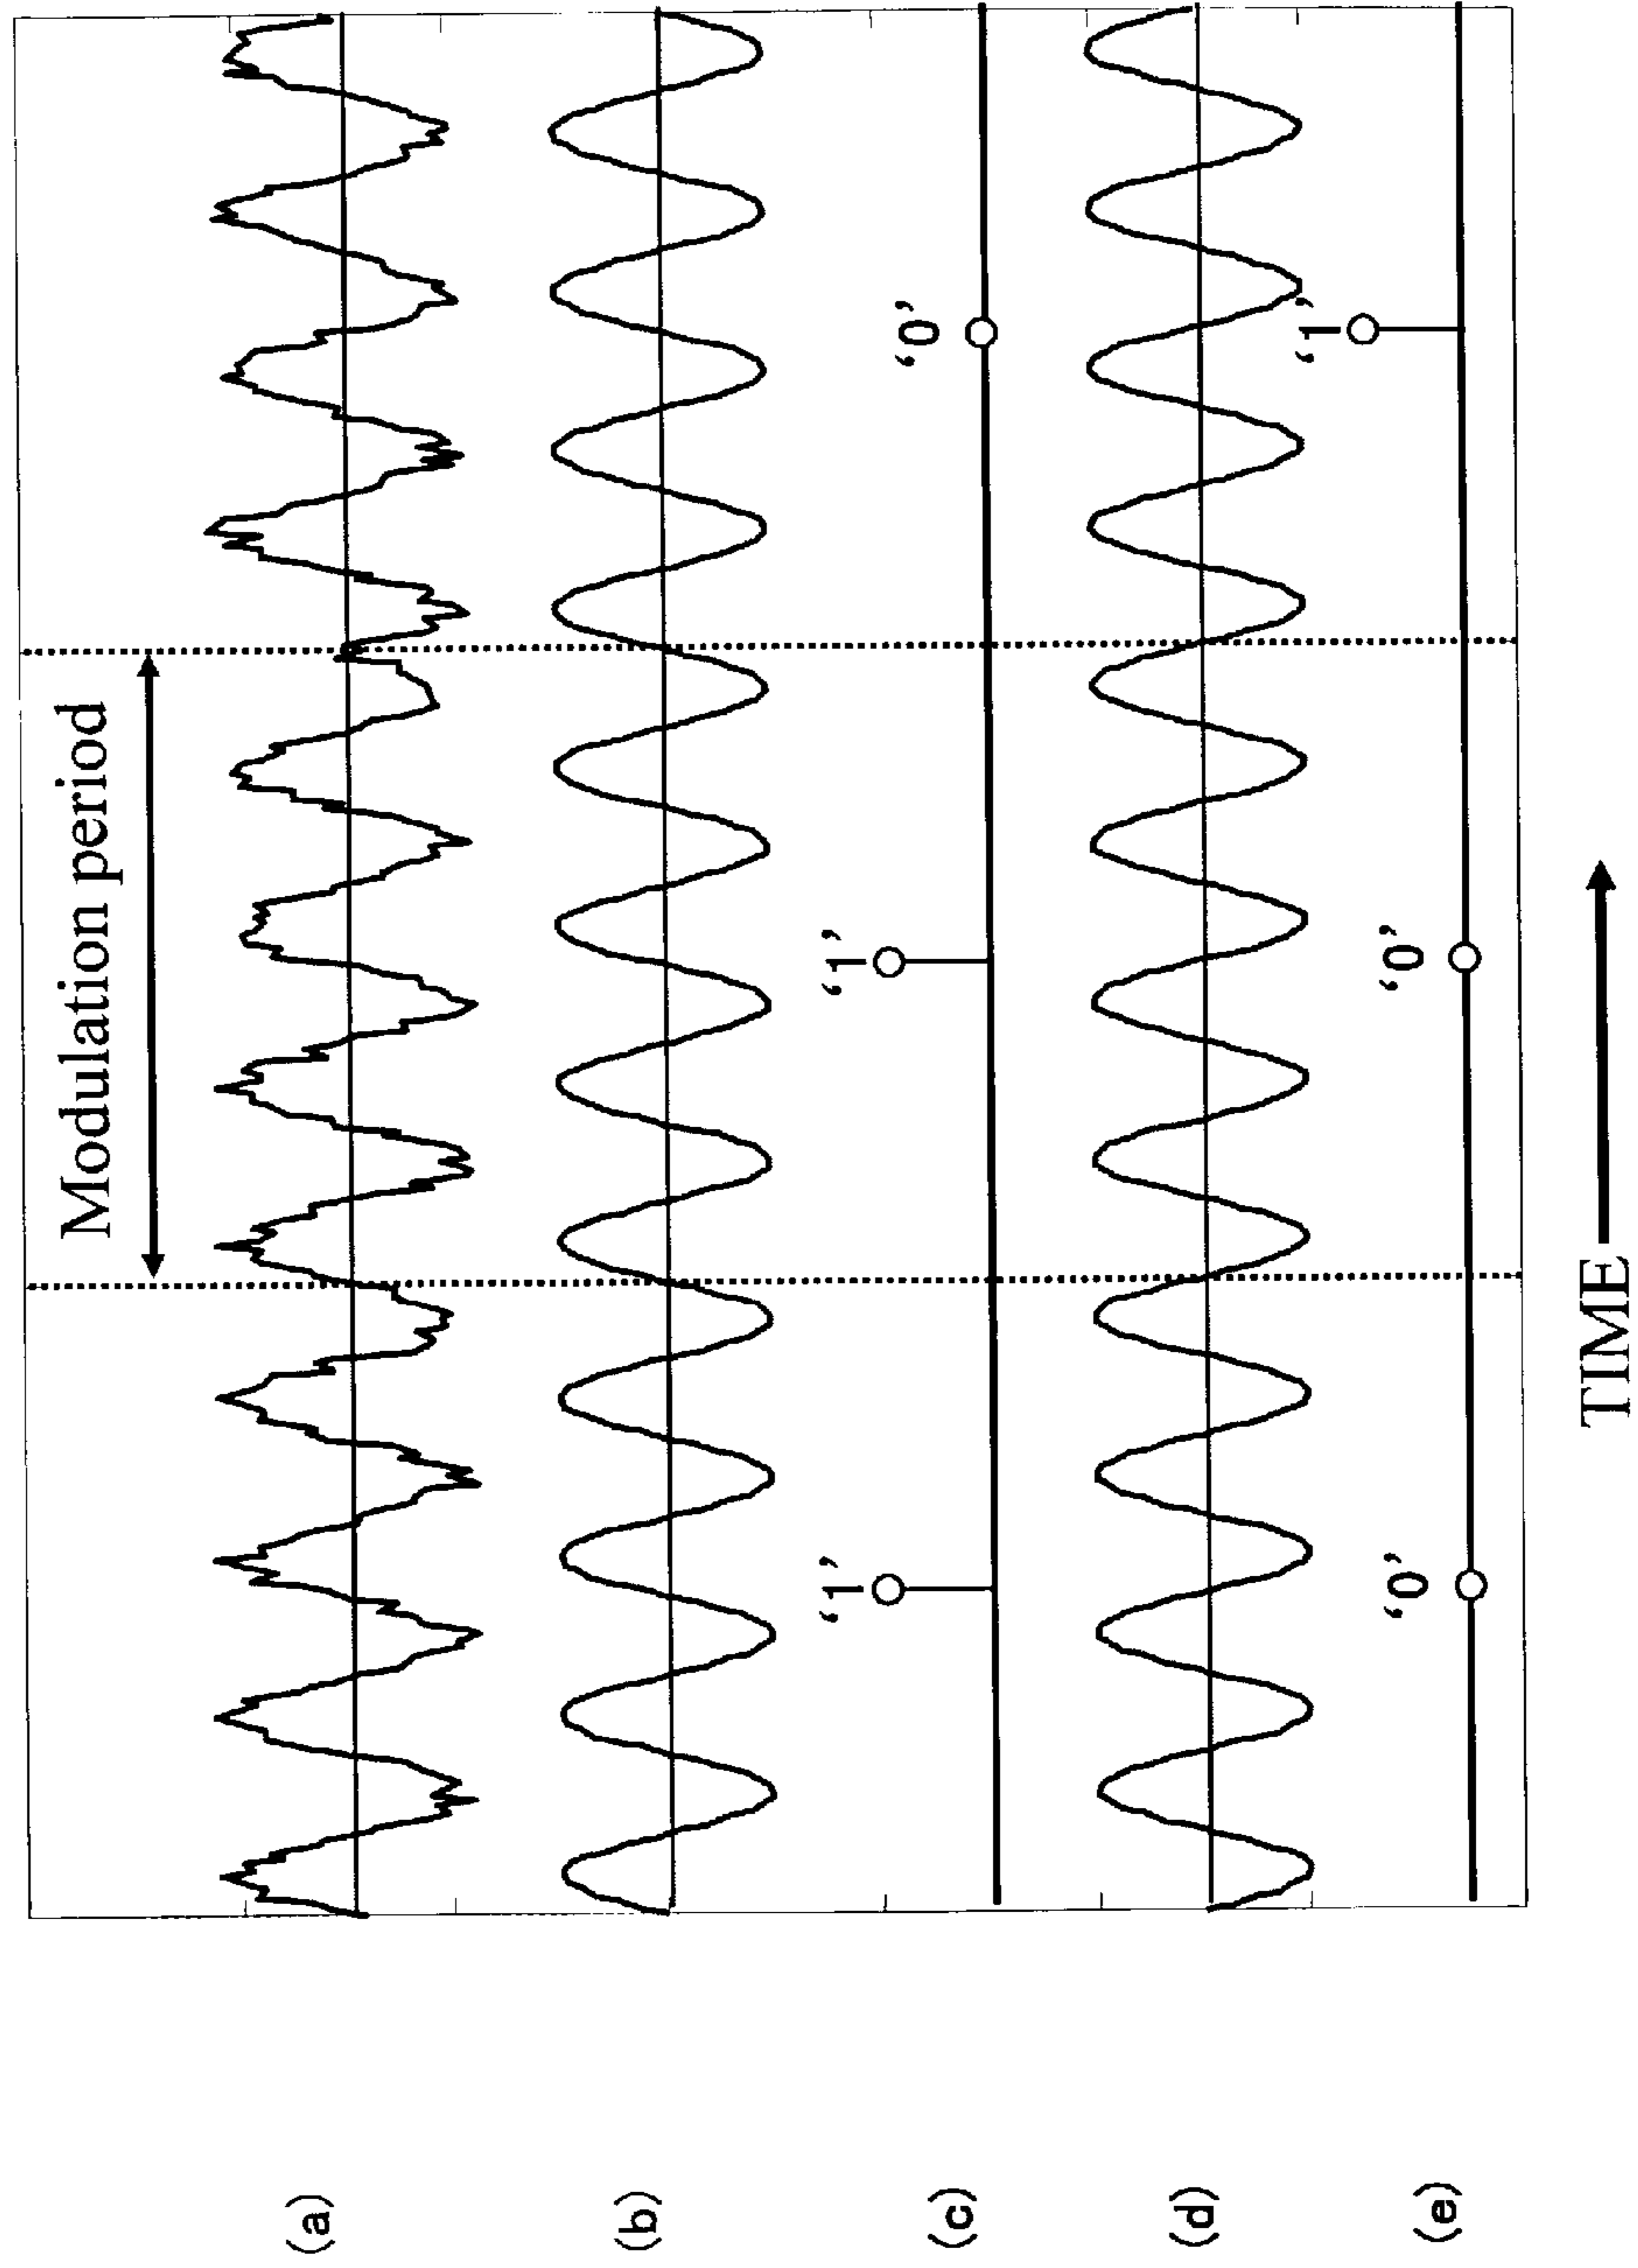 Modulation period
(a)
(b)
(c)
‘1’
‘1’
‘0’
(d)
(e)
‘0’
‘0’
‘1’
TIME